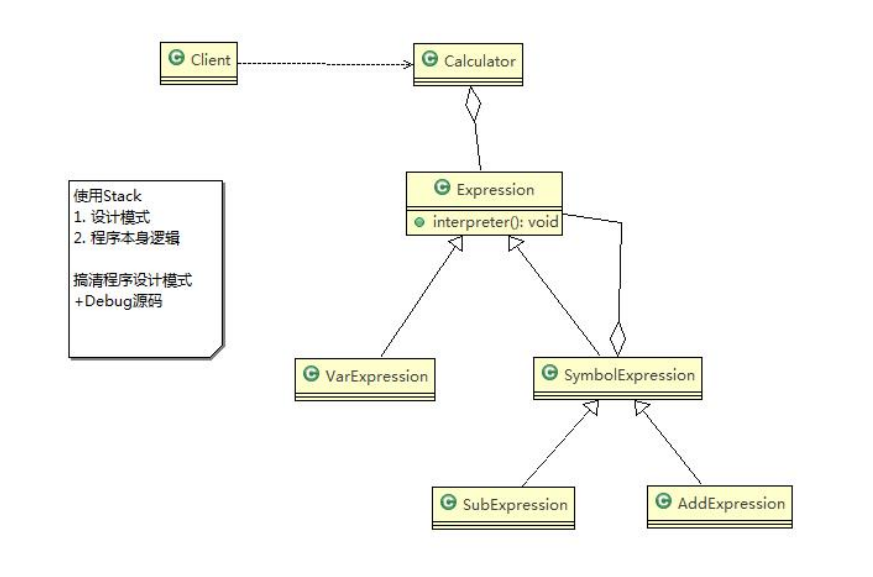 Client
Calculator
使用Stack
1. 设计模式
2. 程序本身逻辑
搞清程序设计模式
+Debug源码
Expression
interpreter(): void
VarExpression
SymbolExpression
SubExpression
AddExpression